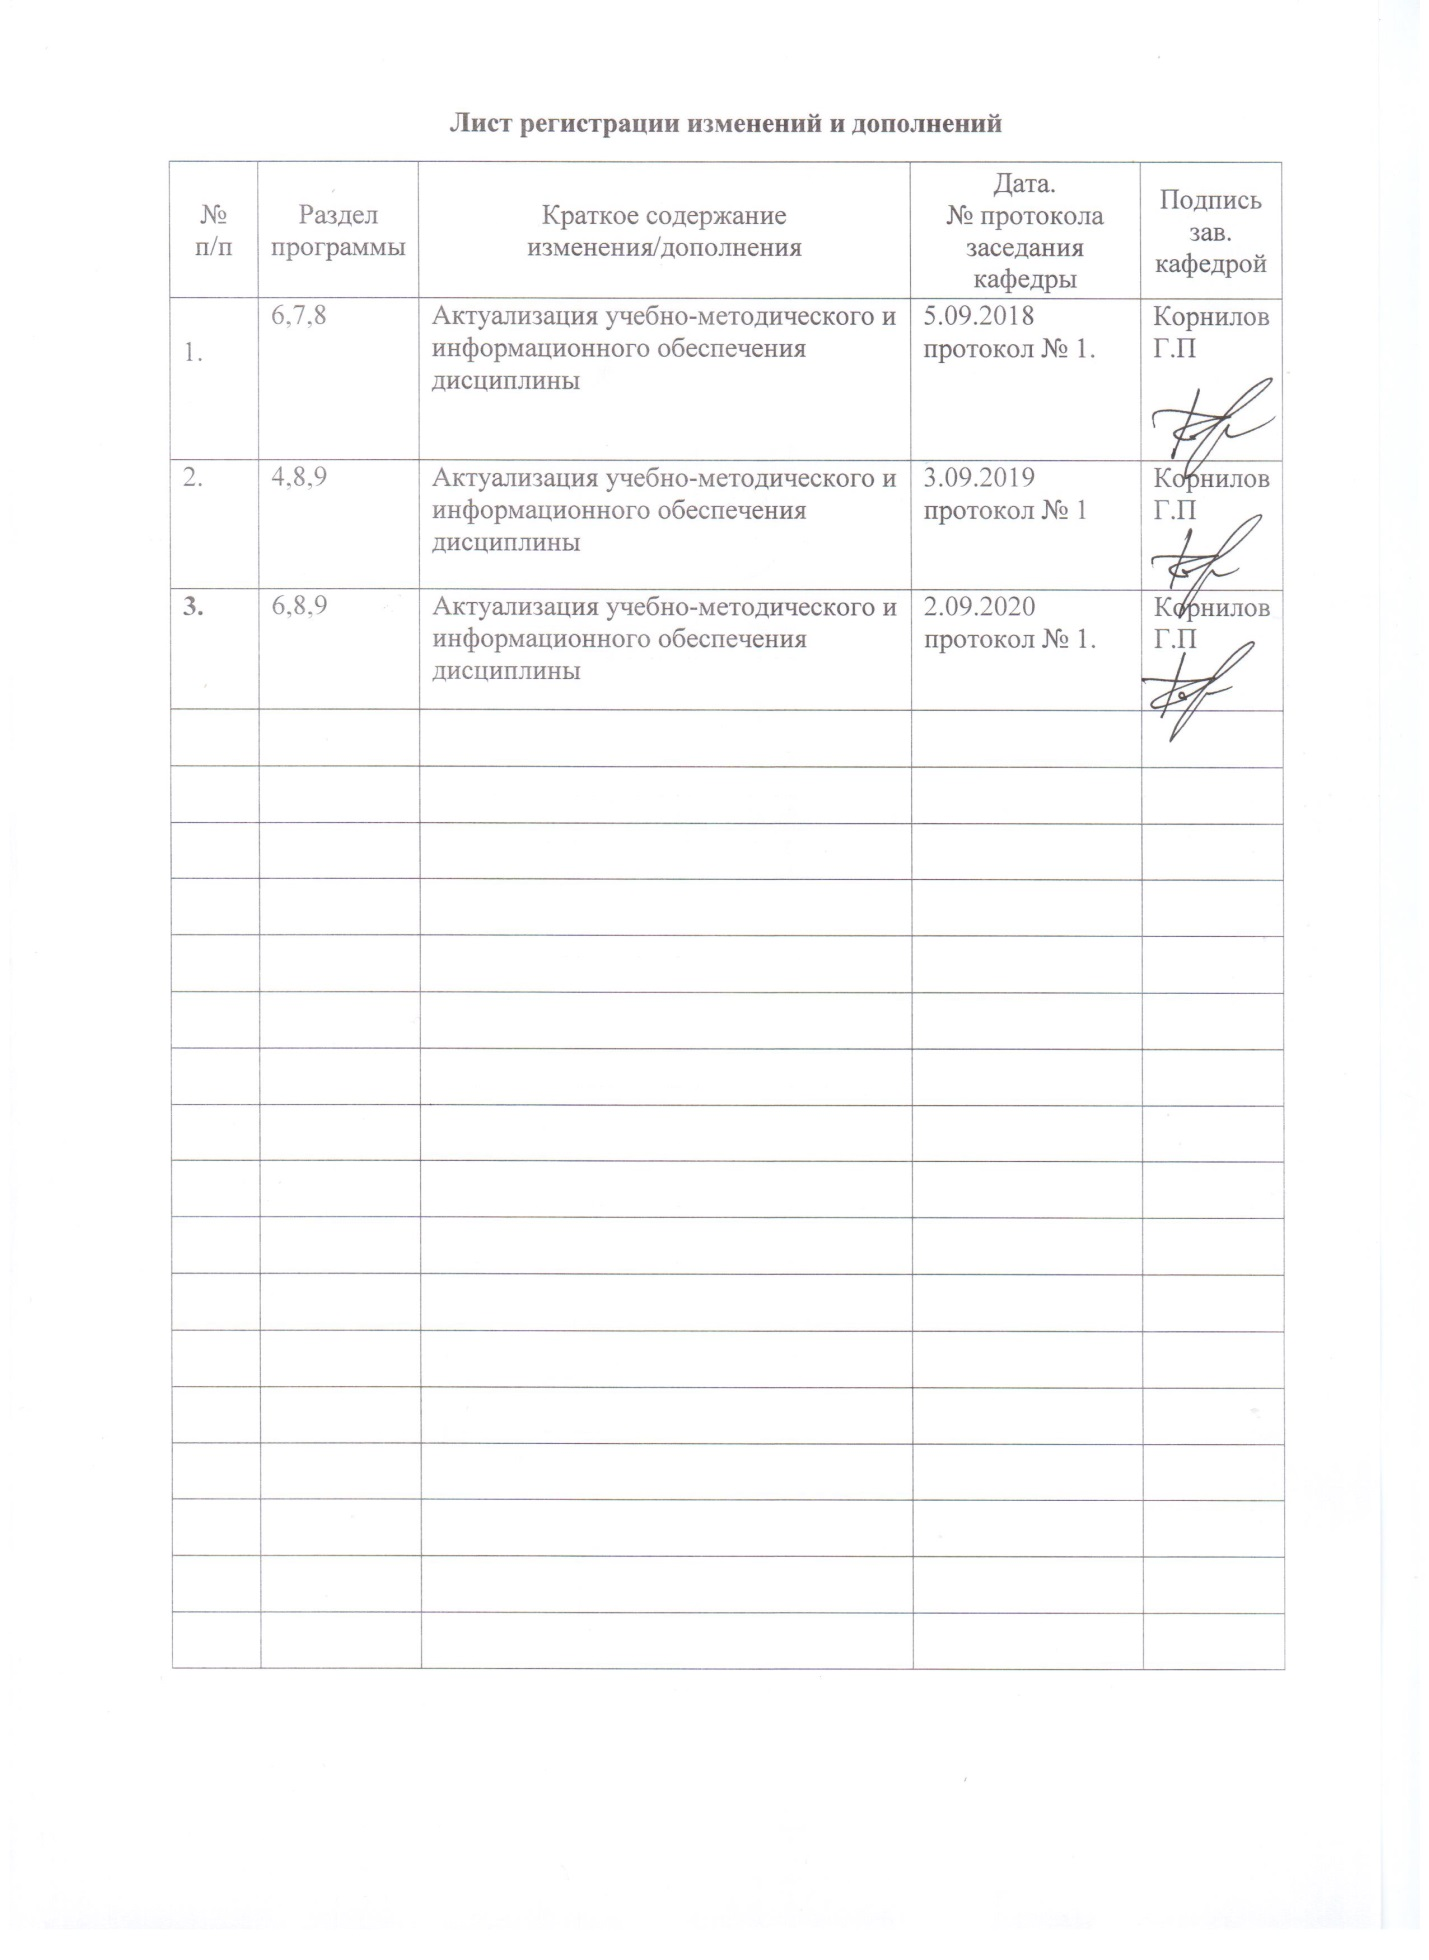 Лист регистрации изменений и дополнений
№
п/п
Раздел
программы
Краткое содержание
изменения/дополнения
Дата.
№ протокола
заседания
кафедры
Подпись
зав.
кафедрой
1.
6,7,8
Актуализация учебно-методического и
информационного обеспечения
дисциплины
5.09.2018
протокол № 1.
Корнилов
Г.П
2.
4,8,9
Актуализация учебно-методического и
информационного обеспечения
дисциплины
3.09.2019
протокол № 1
Корнилов
Г.П
3.
6,8,9
Актуализация учебно-методического и
информационного обеспечения
дисциплины
2.09.2020
протокол № 1.
Корнилов
Г.П